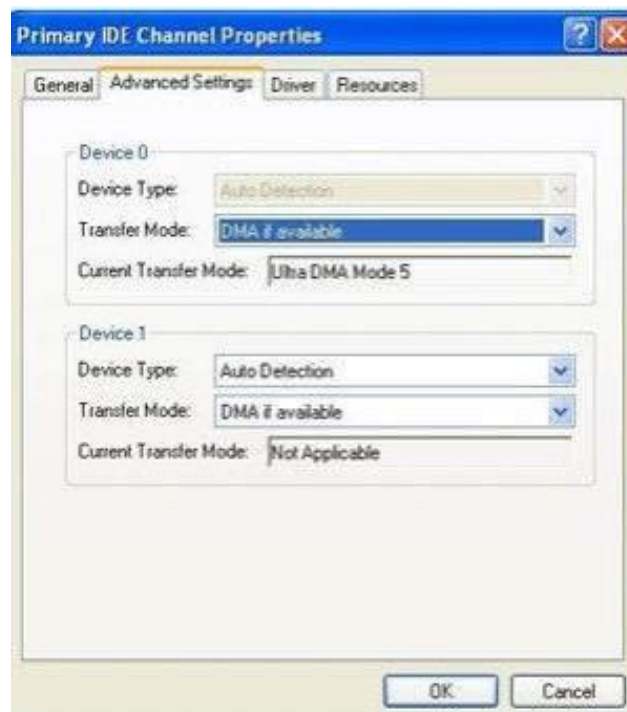 Primary IDE Channel Properties
General Advanced Settings Driver Resources
Device 0
Device Type: Auto Detection
Transfer Mode: DMA if available
Current Transfer Mode: Ultra DMA Mode 5
Device 1
Device Type: Auto Detection
Transfer Mode: DMA if available
Current Transfer Mode: Not Applicable
OK Cancel